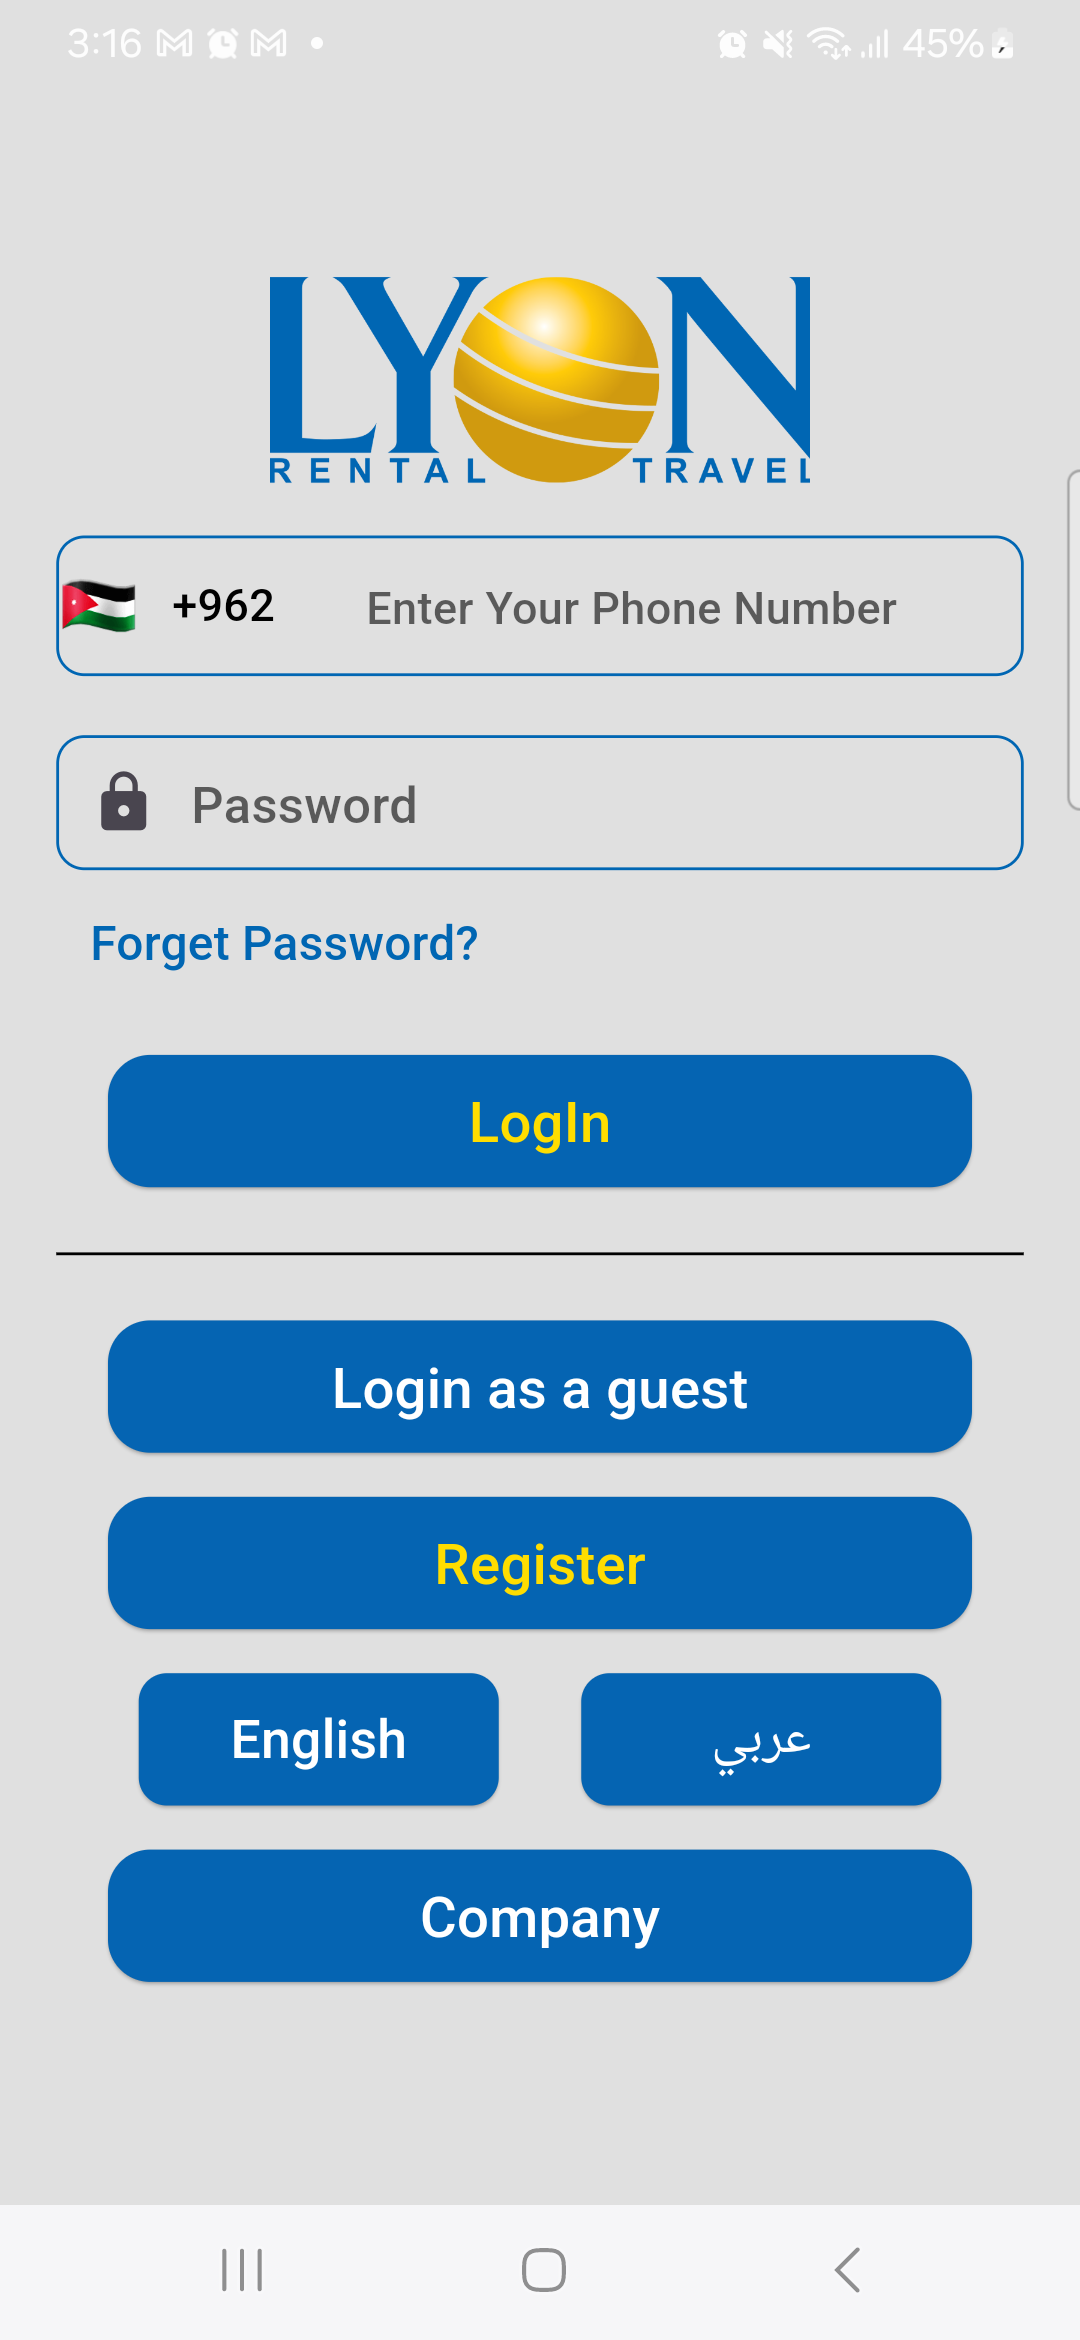 3:16 45%
LYON
RENTAL TRAVEL
+962 Enter Your Phone Number
Password
Forget Password?
LogIn
Login as a guest
Register
English عربي
Company